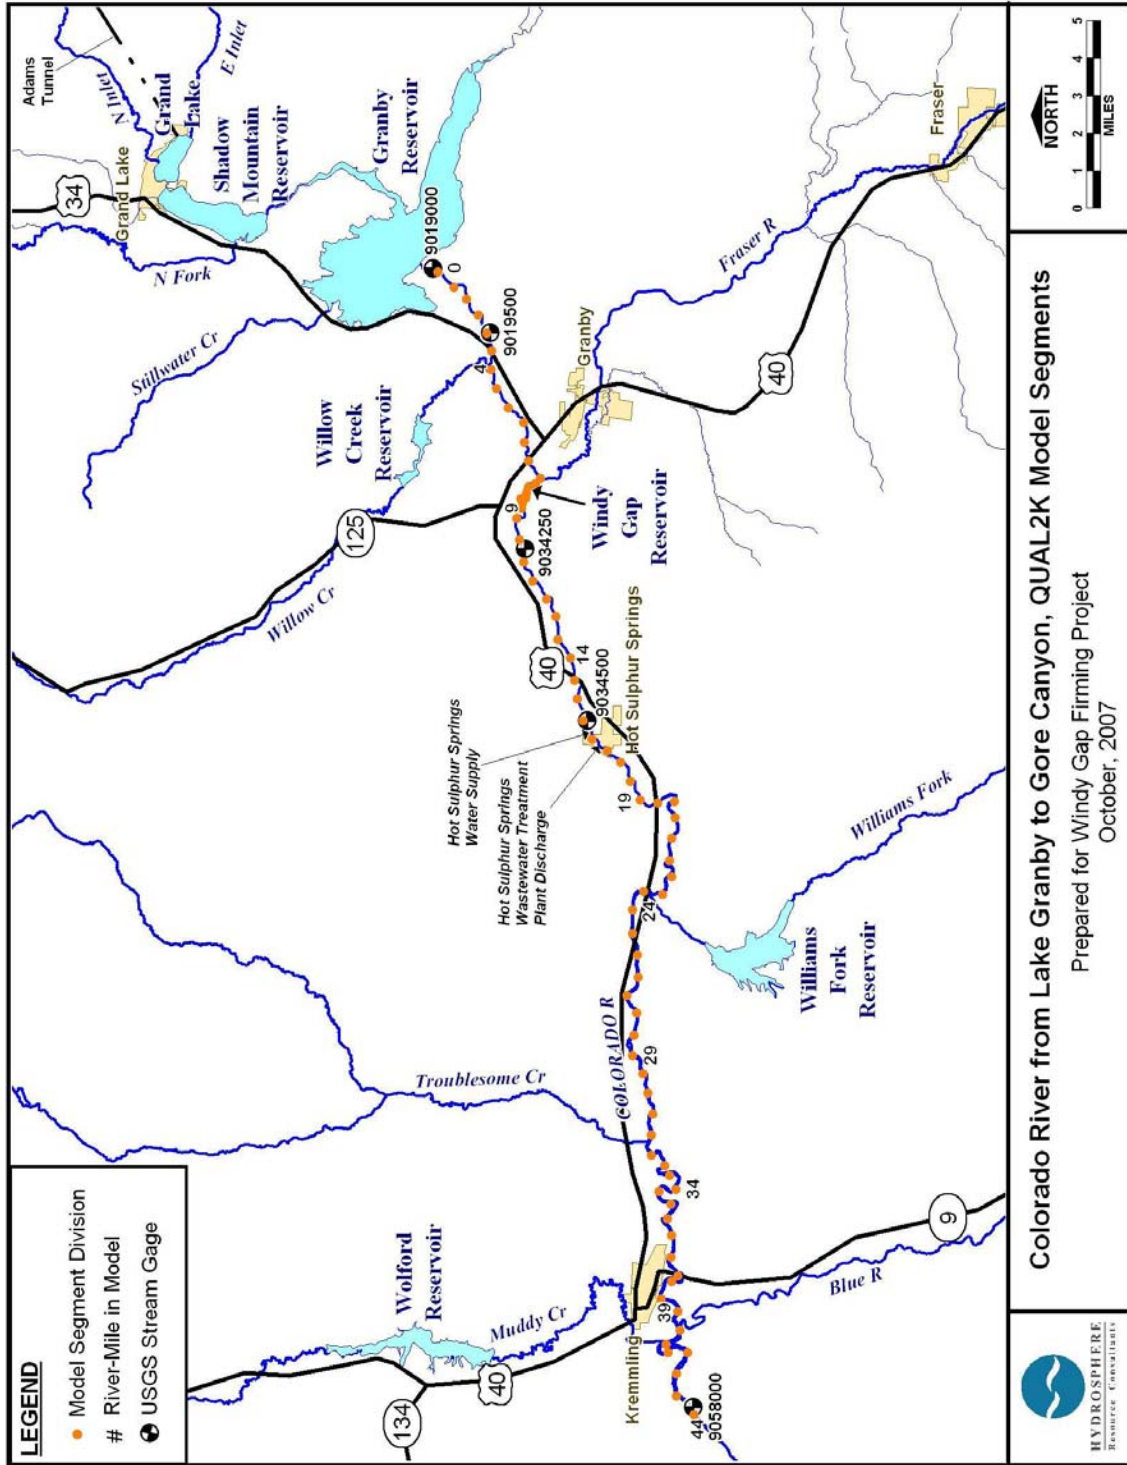 LEGEND
Model Segment Division
# River-Mile in Model
USGS Stream Gage
Adams
Tunnel
N Inlet
E Inlet
Grand
Lake
Grand Lake
34
Shadow
Mountain
Reservoir
Granby
Reservoir
N Fork
Stillwater Cr
9019000
0
9019500
4
Willow
Creek
Reservoir
125
Willow Cr
Granby
Fraser R
Fraser
40
9
9034250
Windy
Gap
Reservoir
14
40
9034500
Hot Sulphur Springs
Hot Sulphur Springs
Water Supply
Hot Sulphur Springs
Wastewater Treatment
Plant Discharge
19
24
Williams Fork
Williams
Fork
Reservoir
COLORADO R
29
Troublesome Cr
34
Wolford
Reservoir
Muddy Cr
40
134
Kremmling
39
9
Blue R
44
9058000
NORTH
0 1 2 3 4 5
MILES
Colorado River from Lake Granby to Gore Canyon, QUAL2K Model Segments
Prepared for Windy Gap Firming Project
October, 2007
HYDROSPHERE
Resource Consultants